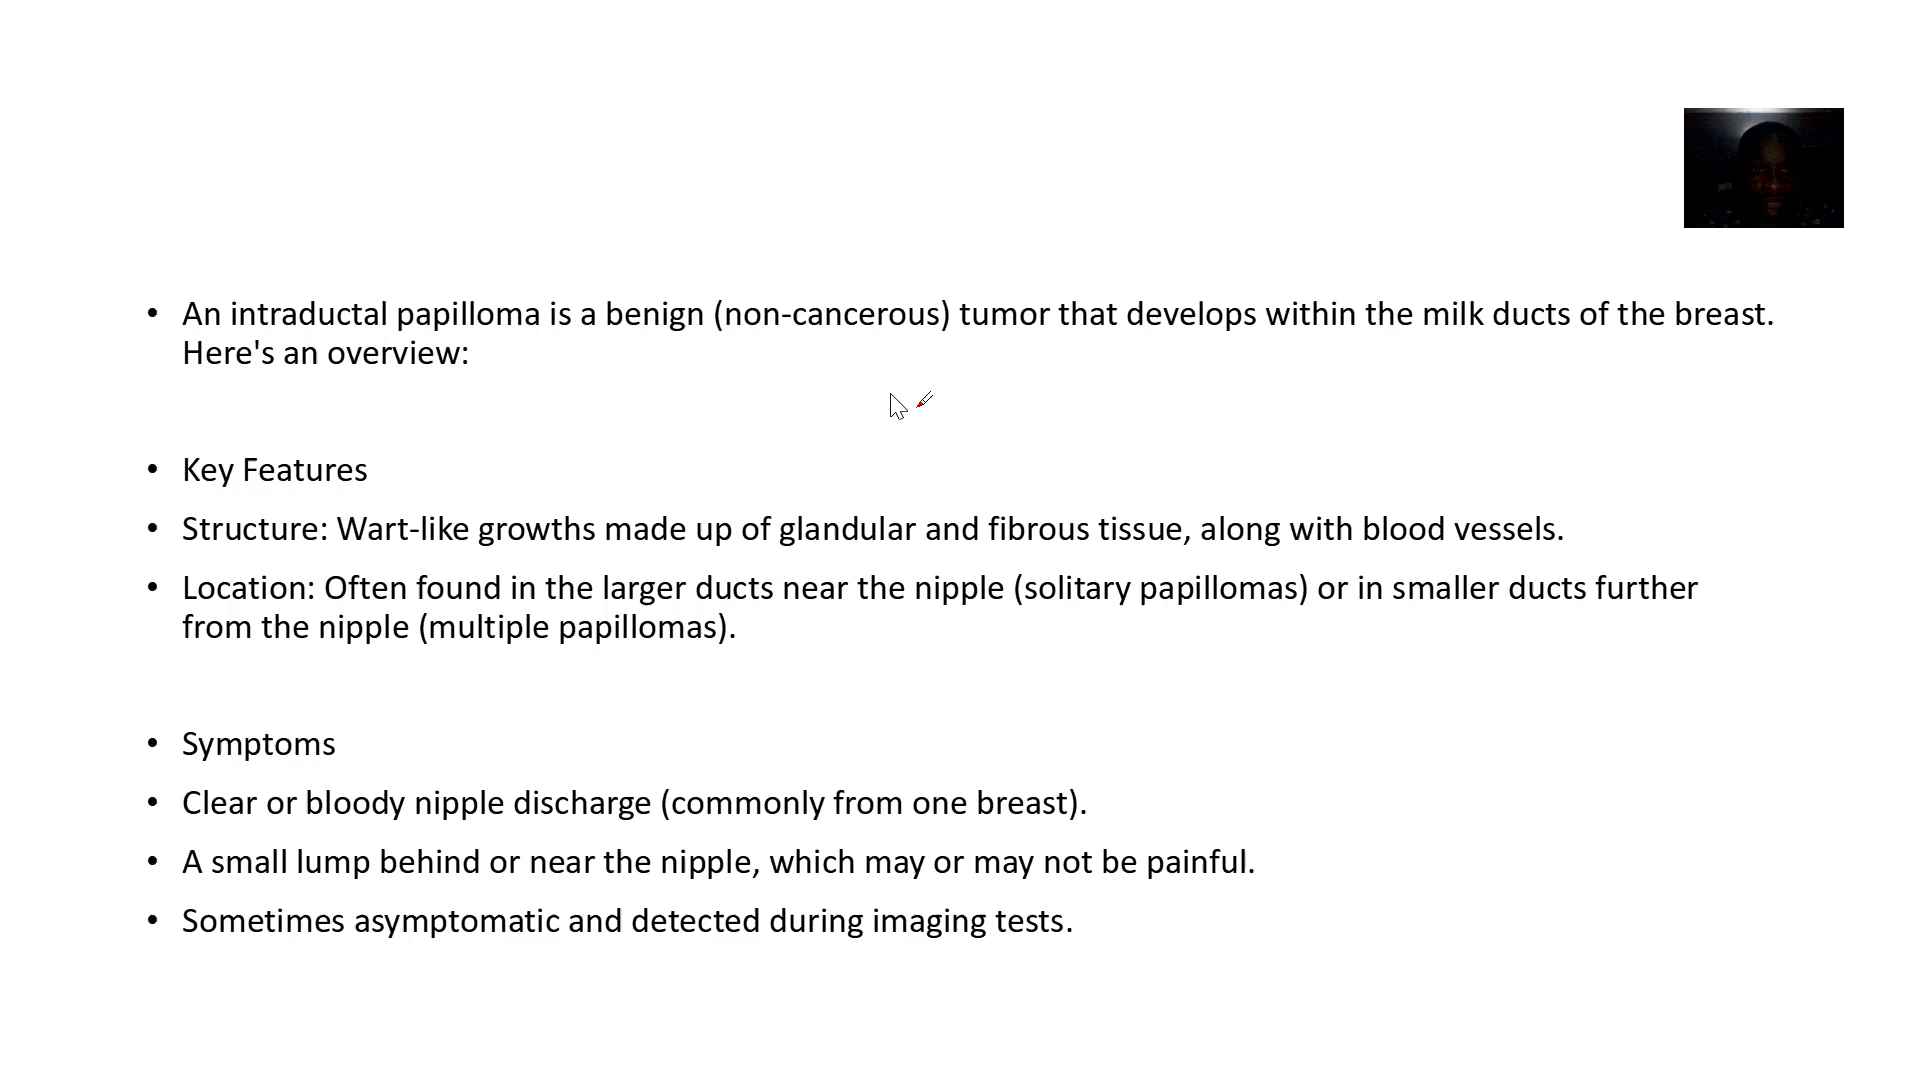 • An intraductal papilloma is a benign (non-cancerous) tumor that develops within the milk ducts of the breast.
Here's an overview:
• Key Features
• Structure: Wart-like growths made up of glandular and fibrous tissue, along with blood vessels.
• Location: Often found in the larger ducts near the nipple (solitary papillomas) or in smaller ducts further
from the nipple (multiple papillomas).
• Symptoms
• Clear or bloody nipple discharge (commonly from one breast).
• A small lump behind or near the nipple, which may or may not be painful.
• Sometimes asymptomatic and detected during imaging tests.